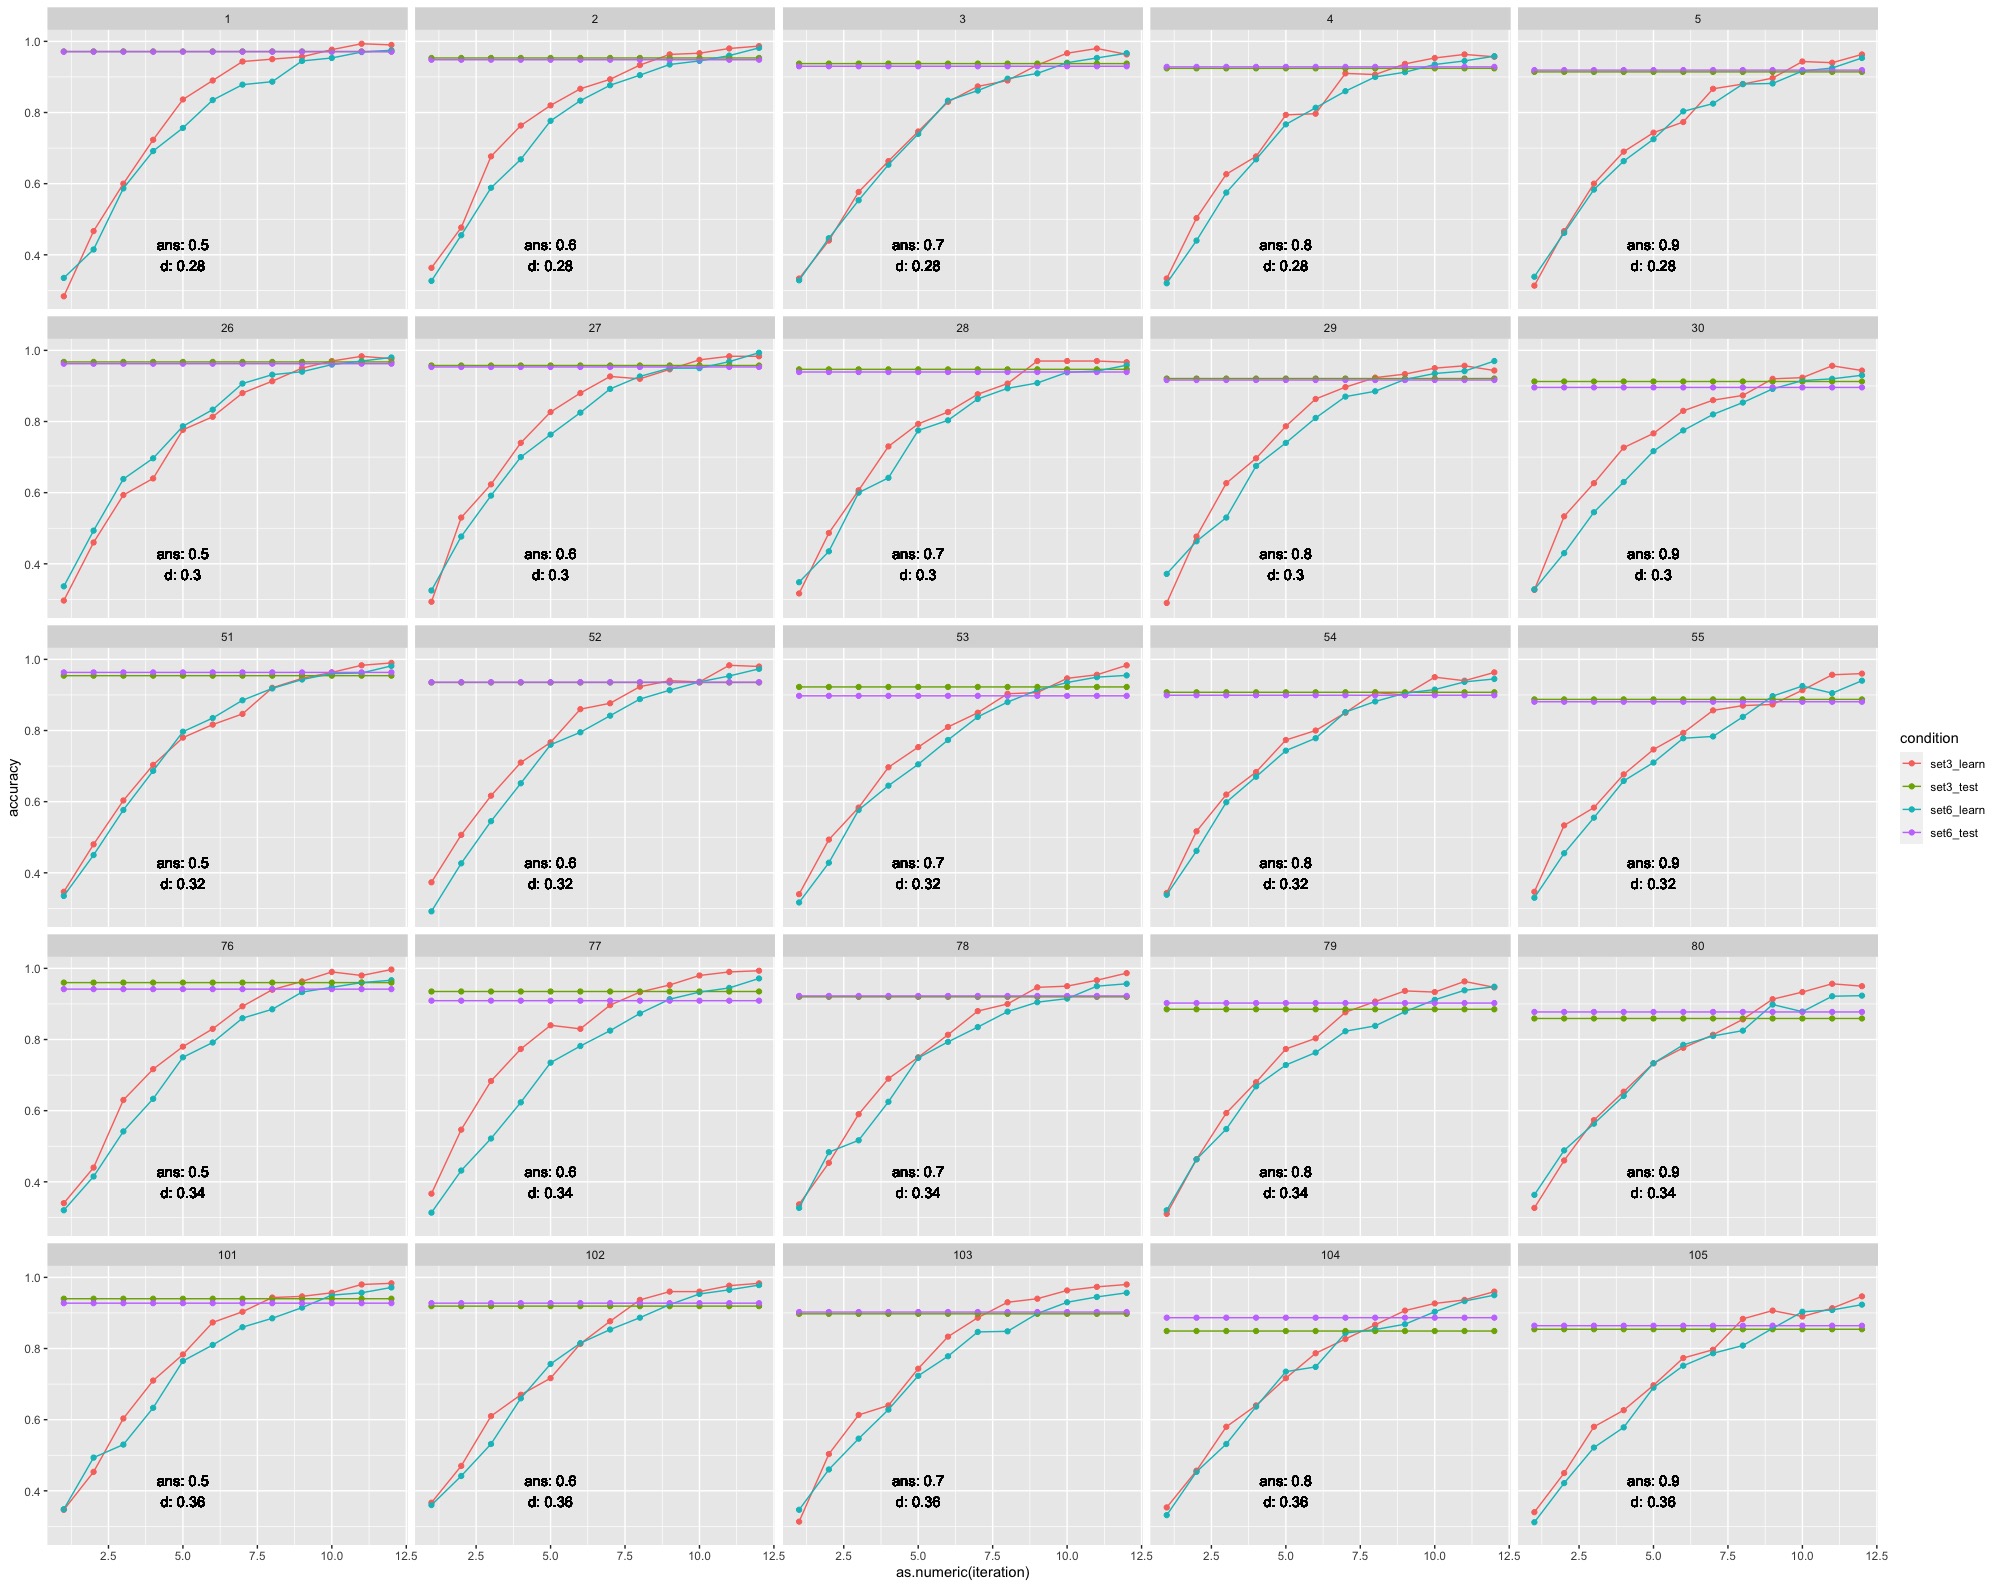 1 2 3 4 5
1.0
0.8
0.6
0.4
ans: 0.5 ans: 0.6 ans: 0.7 ans: 0.8 ans: 0.9
d: 0.28 d: 0.28 d: 0.28 d: 0.28 d: 0.28
26 27 28 29 30
1.0
0.8
0.6
0.4
ans: 0.5 ans: 0.6 ans: 0.7 ans: 0.8 ans: 0.9
d: 0.3 d: 0.3 d: 0.3 d: 0.3 d: 0.3
51 52 53 54 55
1.0
0.8
0.6
0.4
ans: 0.5 ans: 0.6 ans: 0.7 ans: 0.8 ans: 0.9
d: 0.32 d: 0.32 d: 0.32 d: 0.32 d: 0.32
accuracy
condition
set3_learn
set3_test
set6_learn
set6_test
76 77 78 79 80
1.0
0.8
0.6
0.4
ans: 0.5 ans: 0.6 ans: 0.7 ans: 0.8 ans: 0.9
d: 0.34 d: 0.34 d: 0.34 d: 0.34 d: 0.34
101 102 103 104 105
1.0
0.8
0.6
0.4
ans: 0.5 ans: 0.6 ans: 0.7 ans: 0.8 ans: 0.9
d: 0.36 d: 0.36 d: 0.36 d: 0.36 d: 0.36
2.5 5.0 7.5 10.0 12.5 2.5 5.0 7.5 10.0 12.5 2.5 5.0 7.5 10.0 12.5 2.5 5.0 7.5 10.0 12.5 2.5 5.0 7.5 10.0 12.5
as.numeric(iteration)